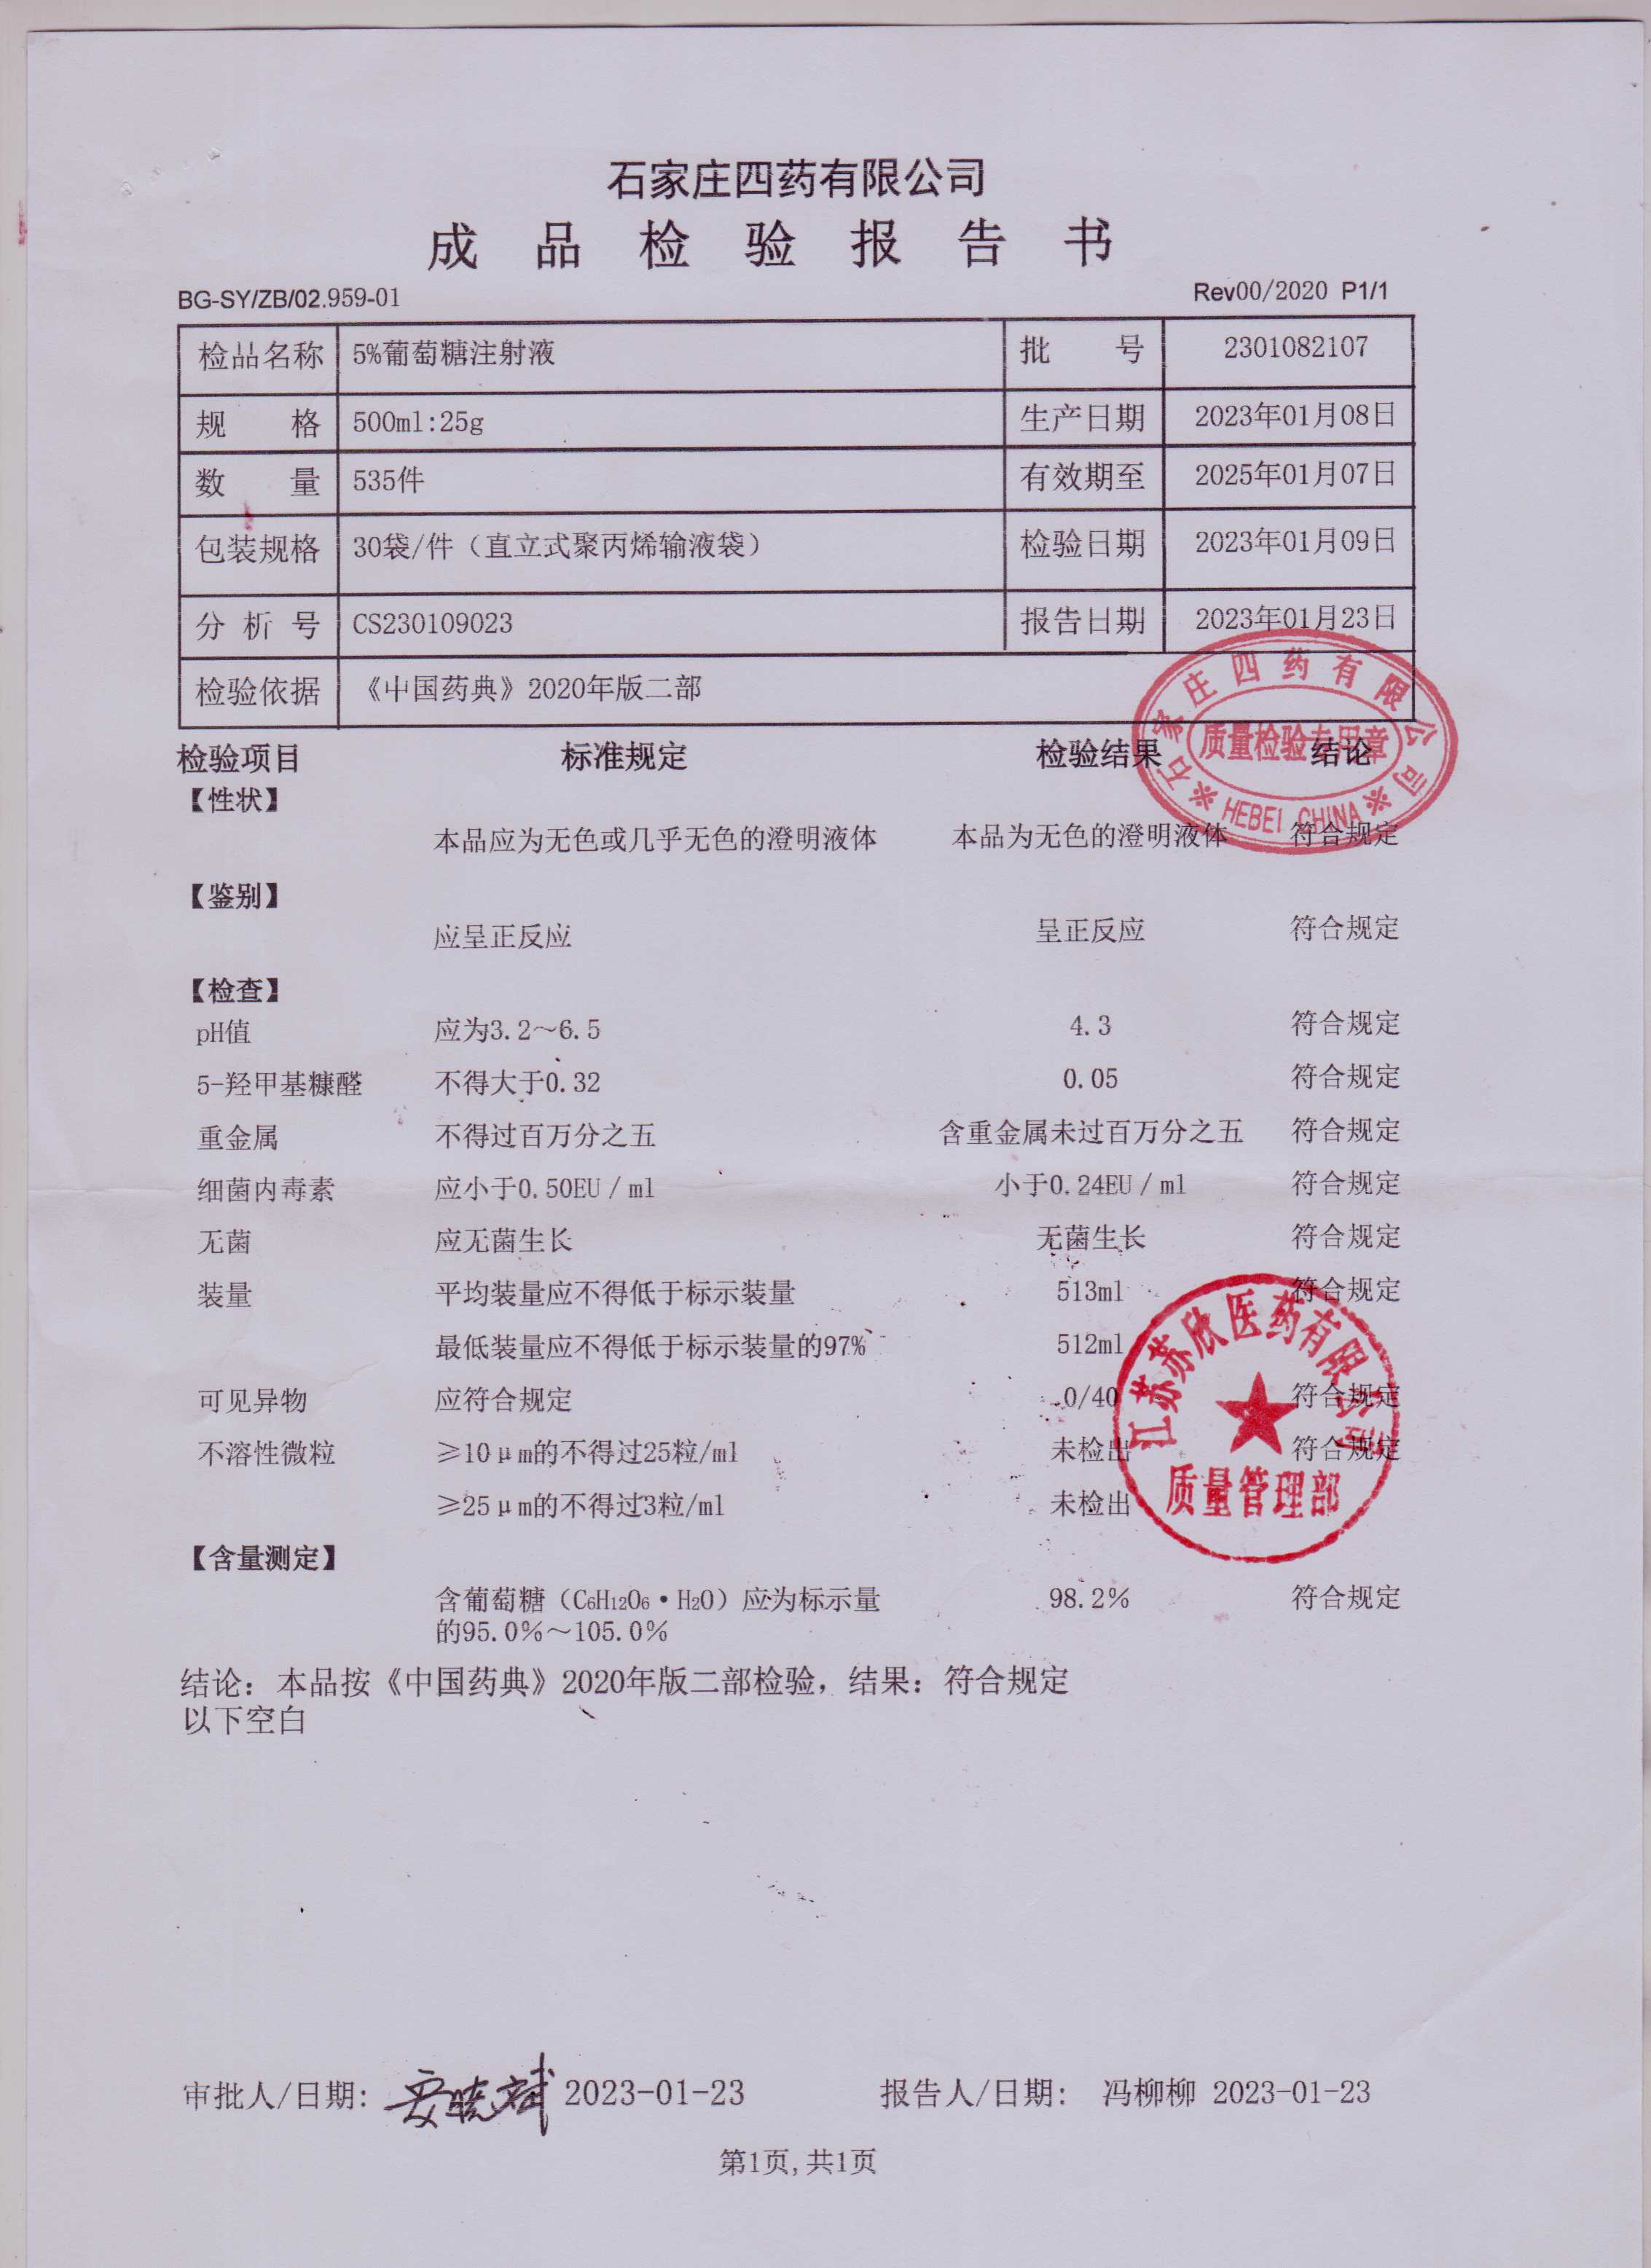 石家庄四药有限公司
成品检验报告书
BG-SY/ZB/02.959-01 Rev00/2020 P1/1
检品名称 5%葡萄糖注射液 批号 2301082107
规格 500ml:25g 生产日期 2023年01月08日
数量 535件 有效期至 2025年01月07日
包装规格 30袋/件（直立式聚丙烯输液袋） 检验日期 2023年01月09日
分析号 CS230109023 报告日期 2023年01月23日
检验依据 《中国药典》2020年版二部
石家庄四药有限公司
质量检验专用章
※HEBEI CHINA※
检验项目 标准规定 检验结果 结论
【性状】
本品应为无色或几乎无色的澄明液体 本品为无色的澄明液体 符合规定
【鉴别】
应呈正反应 呈正反应 符合规定
【检查】
pH值 应为3.2～6.5 4.3 符合规定
5-羟甲基糠醛 不得大于0.32 0.05 符合规定
重金属 不得过百万分之五 含重金属未过百万分之五 符合规定
细菌内毒素 应小于0.50EU/ml 小于0.24EU/ml 符合规定
无菌 应无菌生长 无菌生长 符合规定
装量 平均装量应不得低于标示装量 513ml 符合规定
最低装量应不得低于标示装量的97% 512ml
可见异物 应符合规定 0/40 符合规定
不溶性微粒 ≥10μm的不得过25粒/ml 未检出 符合规定
≥25μm的不得过3粒/ml 未检出
江苏苏欣医药有限公司
质量管理部
【含量测定】
含葡萄糖（C6H12O6·H2O）应为标示量 98.2% 符合规定
的95.0%～105.0%
结论：本品按《中国药典》2020年版二部检验，结果：符合规定
以下空白
审批人/日期： 2023-01-23 报告人/日期： 冯柳柳 2023-01-23
第1页,共1页